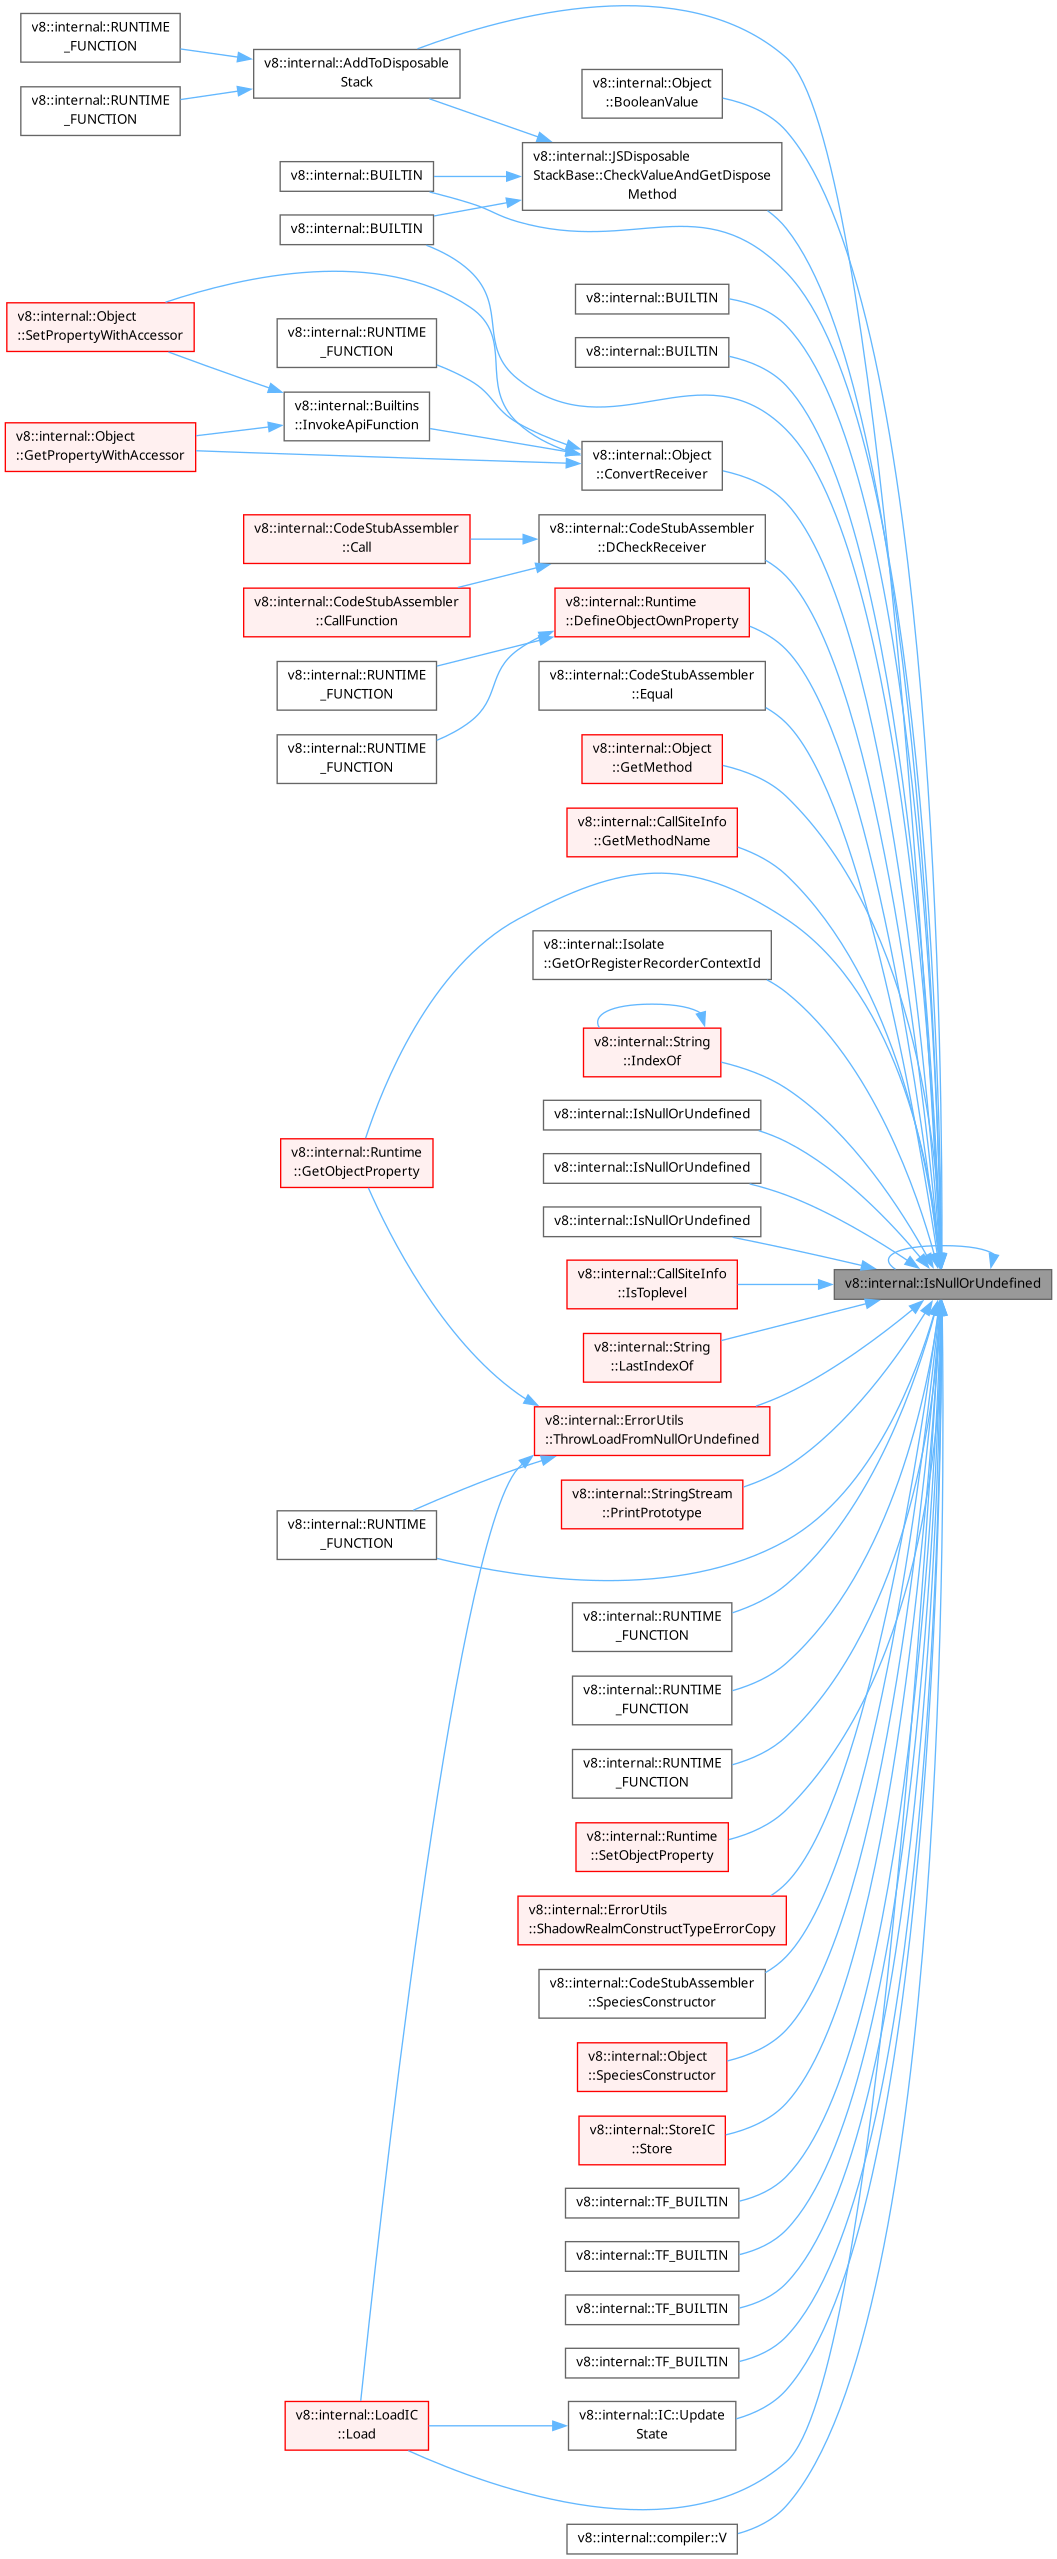 v8::internal::RUNTIME
_FUNCTION
v8::internal::AddToDisposable
Stack
v8::internal::Object
::BooleanValue
v8::internal::RUNTIME
_FUNCTION
v8::internal::JSDisposable
StackBase::CheckValueAndGetDispose
Method
v8::internal::BUILTIN
v8::internal::BUILTIN
v8::internal::BUILTIN
v8::internal::Object
::SetPropertyWithAccessor
v8::internal::RUNTIME
_FUNCTION
v8::internal::BUILTIN
v8::internal::Builtins
::InvokeApiFunction
v8::internal::Object
::GetPropertyWithAccessor
v8::internal::Object
::ConvertReceiver
v8::internal::CodeStubAssembler
::Call
v8::internal::CodeStubAssembler
::DCheckReceiver
v8::internal::CodeStubAssembler
::CallFunction
v8::internal::Runtime
::DefineObjectOwnProperty
v8::internal::RUNTIME
_FUNCTION
v8::internal::CodeStubAssembler
::Equal
v8::internal::RUNTIME
_FUNCTION
v8::internal::Object
::GetMethod
v8::internal::CallSiteInfo
::GetMethodName
v8::internal::Isolate
::GetOrRegisterRecorderContextId
v8::internal::String
::IndexOf
v8::internal::IsNullOrUndefined
v8::internal::Runtime
::GetObjectProperty
v8::internal::IsNullOrUndefined
v8::internal::IsNullOrUndefined
v8::internal::IsNullOrUndefined
v8::internal::CallSiteInfo
::IsToplevel
v8::internal::String
::LastIndexOf
v8::internal::ErrorUtils
::ThrowLoadFromNullOrUndefined
v8::internal::StringStream
::PrintPrototype
v8::internal::RUNTIME
_FUNCTION
v8::internal::RUNTIME
_FUNCTION
v8::internal::RUNTIME
_FUNCTION
v8::internal::RUNTIME
_FUNCTION
v8::internal::Runtime
::SetObjectProperty
v8::internal::ErrorUtils
::ShadowRealmConstructTypeErrorCopy
v8::internal::CodeStubAssembler
::SpeciesConstructor
v8::internal::Object
::SpeciesConstructor
v8::internal::StoreIC
::Store
v8::internal::TF_BUILTIN
v8::internal::TF_BUILTIN
v8::internal::TF_BUILTIN
v8::internal::TF_BUILTIN
v8::internal::LoadIC
::Load
v8::internal::IC::Update
State
v8::internal::compiler::V